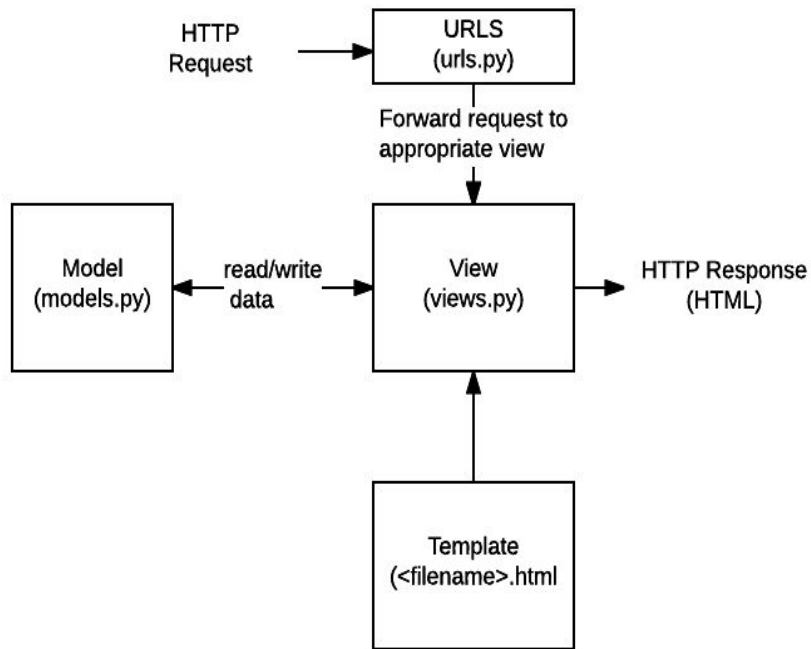 HTTP
Request
URLS
(urls.py)
Forward request to
appropriate view
Model
(models.py)
read/write
data
View
(views.py)
HTTP Response
(HTML)
Template
(<filename>.html